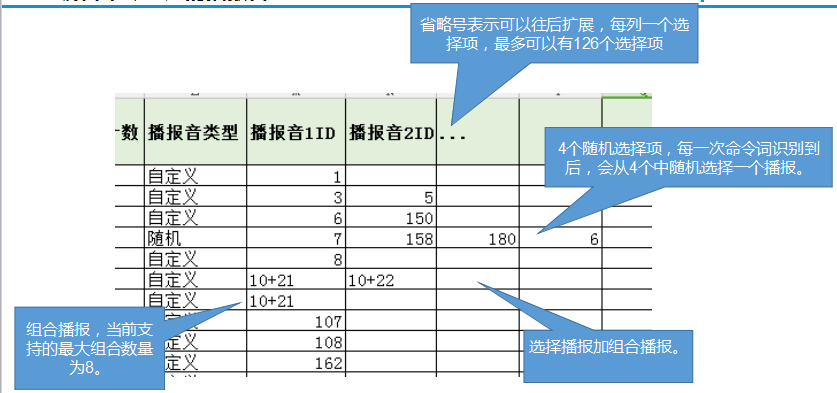 省略号表示可以往后扩展，每列一个选
择项，最多可以有126个选择项
数 播报音类型 播报音1ID 播报音2ID ...
4个随机选择项，每一次命令词识别到
后，会从4个中随机选择一个播报。
自定义 1
自定义 3 5
自定义 6 150
随机 7 158 180 6
自定义 8
自定义 10+21 10+22
自定义 10+21
定义 107
定义 108
定义 162
组合播报，当前支
持的最大组合数量
为8。
选择播报加组合播报。